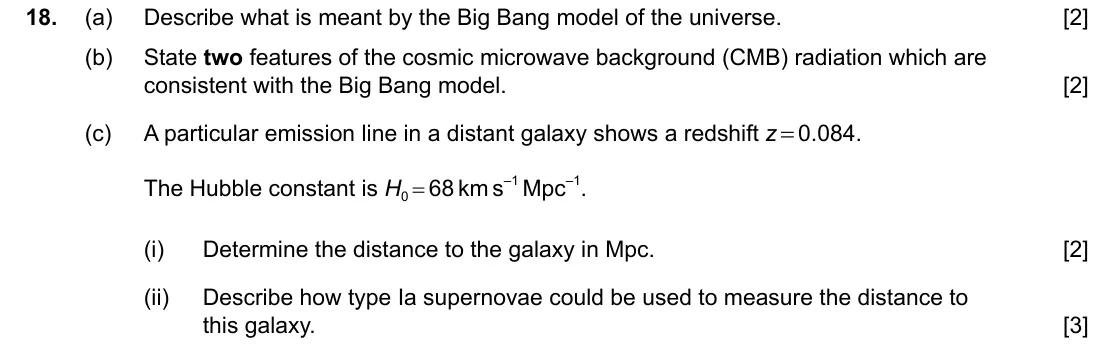 18. (a) Describe what is meant by the Big Bang model of the universe. [2]
(b) State two features of the cosmic microwave background (CMB) radiation which are
consistent with the Big Bang model. [2]
(c) A particular emission line in a distant galaxy shows a redshift z = 0.084.
The Hubble constant is H₀ = 68 km s⁻¹ Mpc⁻¹.
(i) Determine the distance to the galaxy in Mpc. [2]
(ii) Describe how type Ia supernovae could be used to measure the distance to
this galaxy. [3]